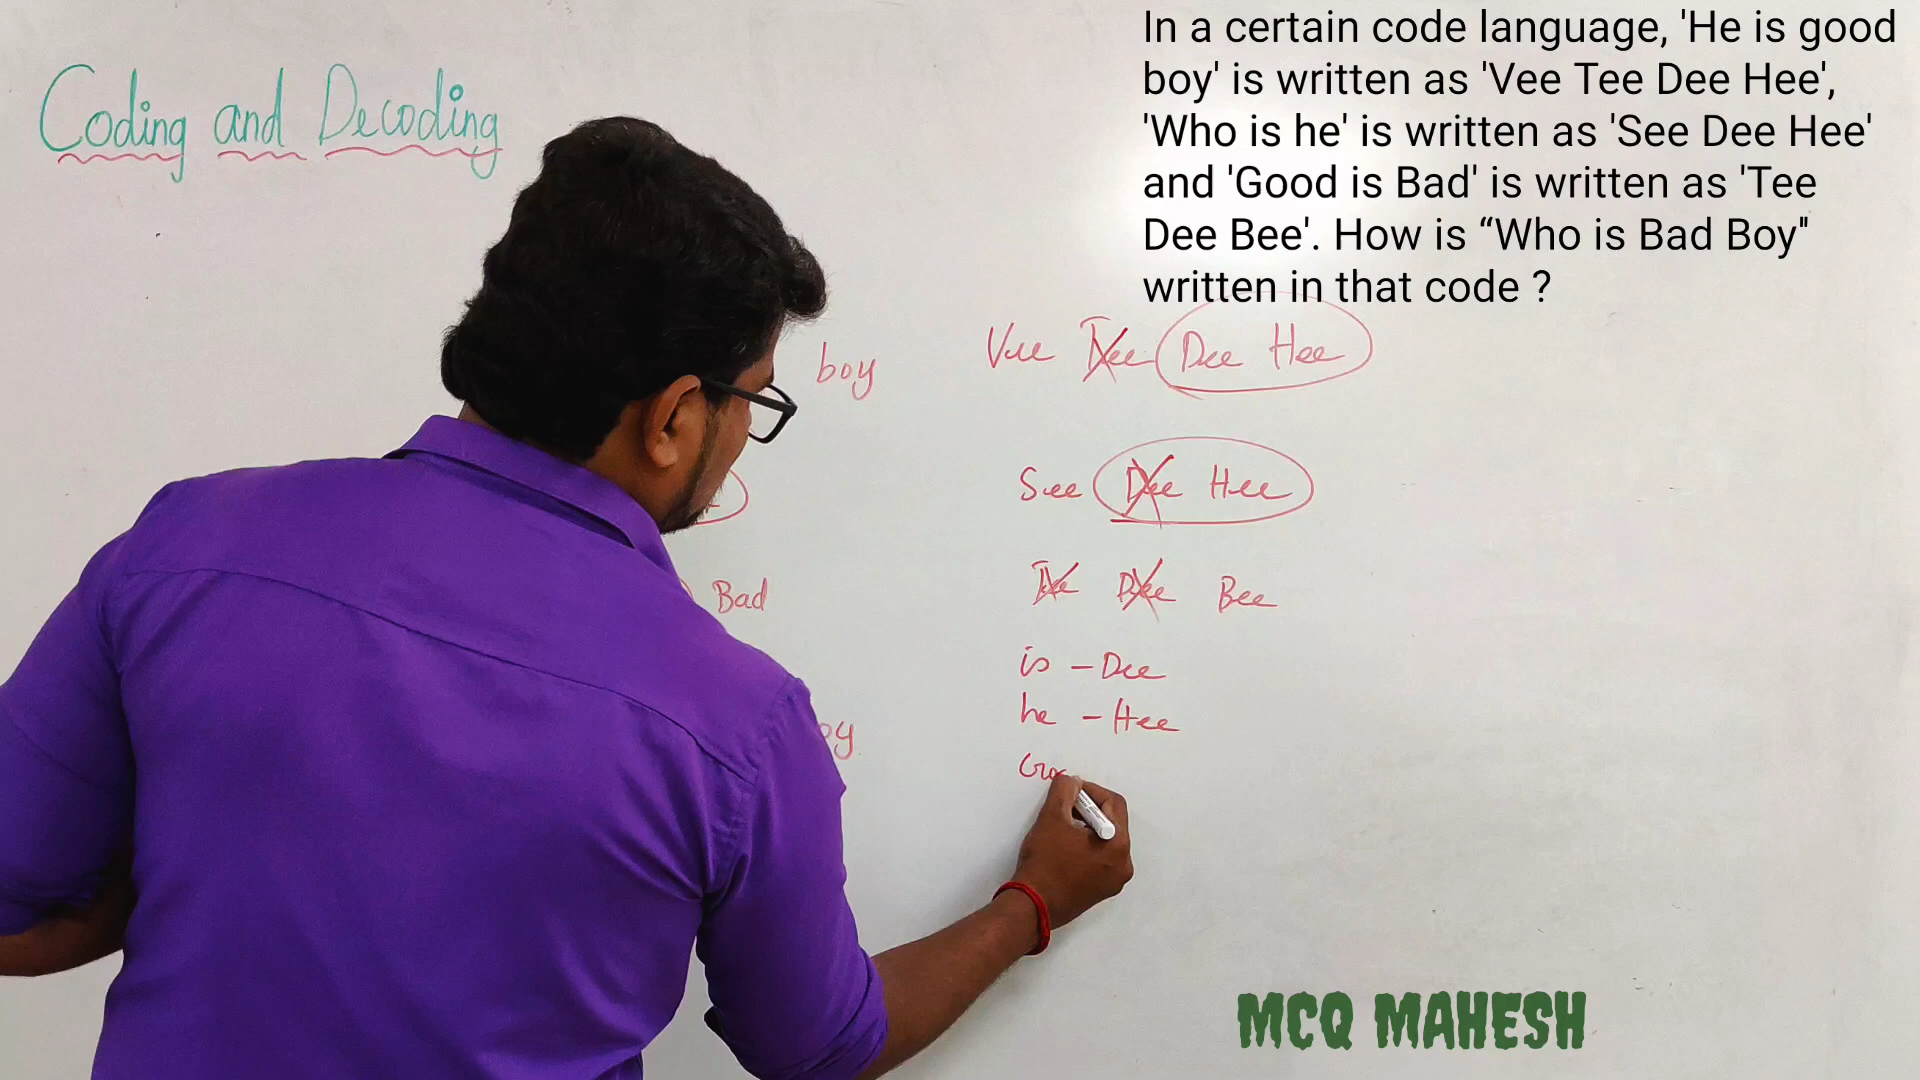 In a certain code language, 'He is good
boy' is written as 'Vee Tee Dee Hee',
'Who is he' is written as 'See Dee Hee'
and 'Good is Bad' is written as 'Tee
Dee Bee'. How is “Who is Bad Boy"
written in that code ?
Coding and Decoding
boy Vee Tee Dee Hee
See Dee Hee
Bad Tee Dee Bee
is - Dee
he - Hee
oy
Goo
MCQ MAHESH